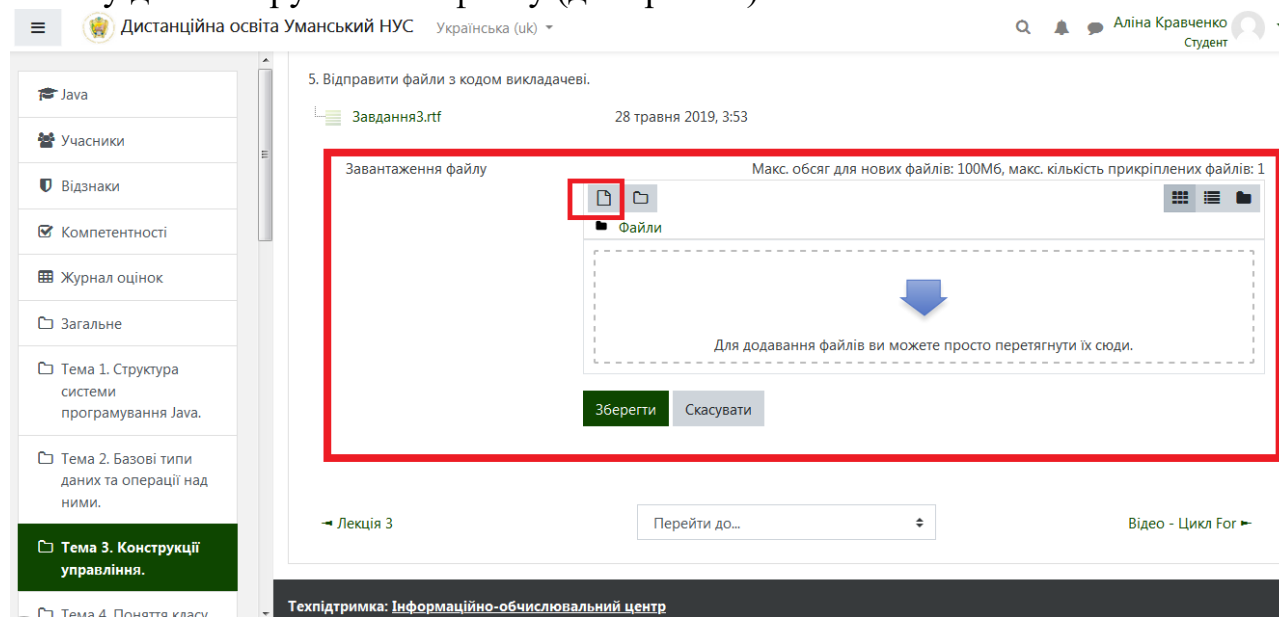 Дистанційна освіта Уманський НУС Українська (uk)
Аліна Кравченко
Студент
Java
Учасники
Відзнаки
Компетентності
Журнал оцінок
Загальне
Тема 1. Структура
системи
програмування Java.
Тема 2. Базові типи
даних та операції над
ними.
Тема 3. Конструкції
управління.
Тема 4. Поняття класу
5. Відправити файли з кодом викладачеві.
Завдання3.rtf 28 травня 2019, 3:53
Завантаження файлу Макс. обсяг для нових файлів: 100Мб, макс. кількість прикріплених файлів: 1
Файли
Для додавання файлів ви можете просто перетягнути їх сюди.
Зберегти Скасувати
Лекція 3 Перейти до... Відео - Цикл For
Техпідтримка: Інформаційно-обчислювальний центр